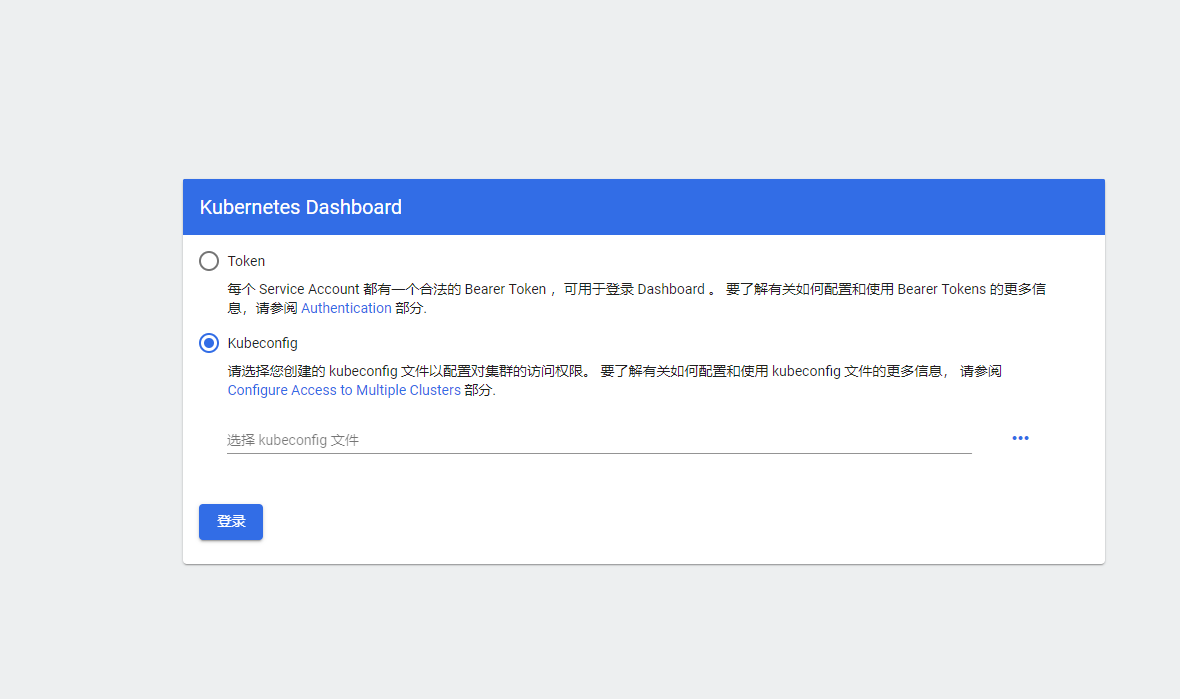 Kubernetes Dashboard
Token
每个 Service Account 都有一个合法的 Bearer Token ，可用于登录 Dashboard 。 要了解有关如何配置和使用 Bearer Tokens 的更多信
息，请参阅 Authentication 部分.
Kubeconfig
请选择您创建的 kubeconfig 文件以配置对集群的访问权限。 要了解有关如何配置和使用 kubeconfig 文件的更多信息， 请参阅
Configure Access to Multiple Clusters 部分.
选择 kubeconfig 文件
登录